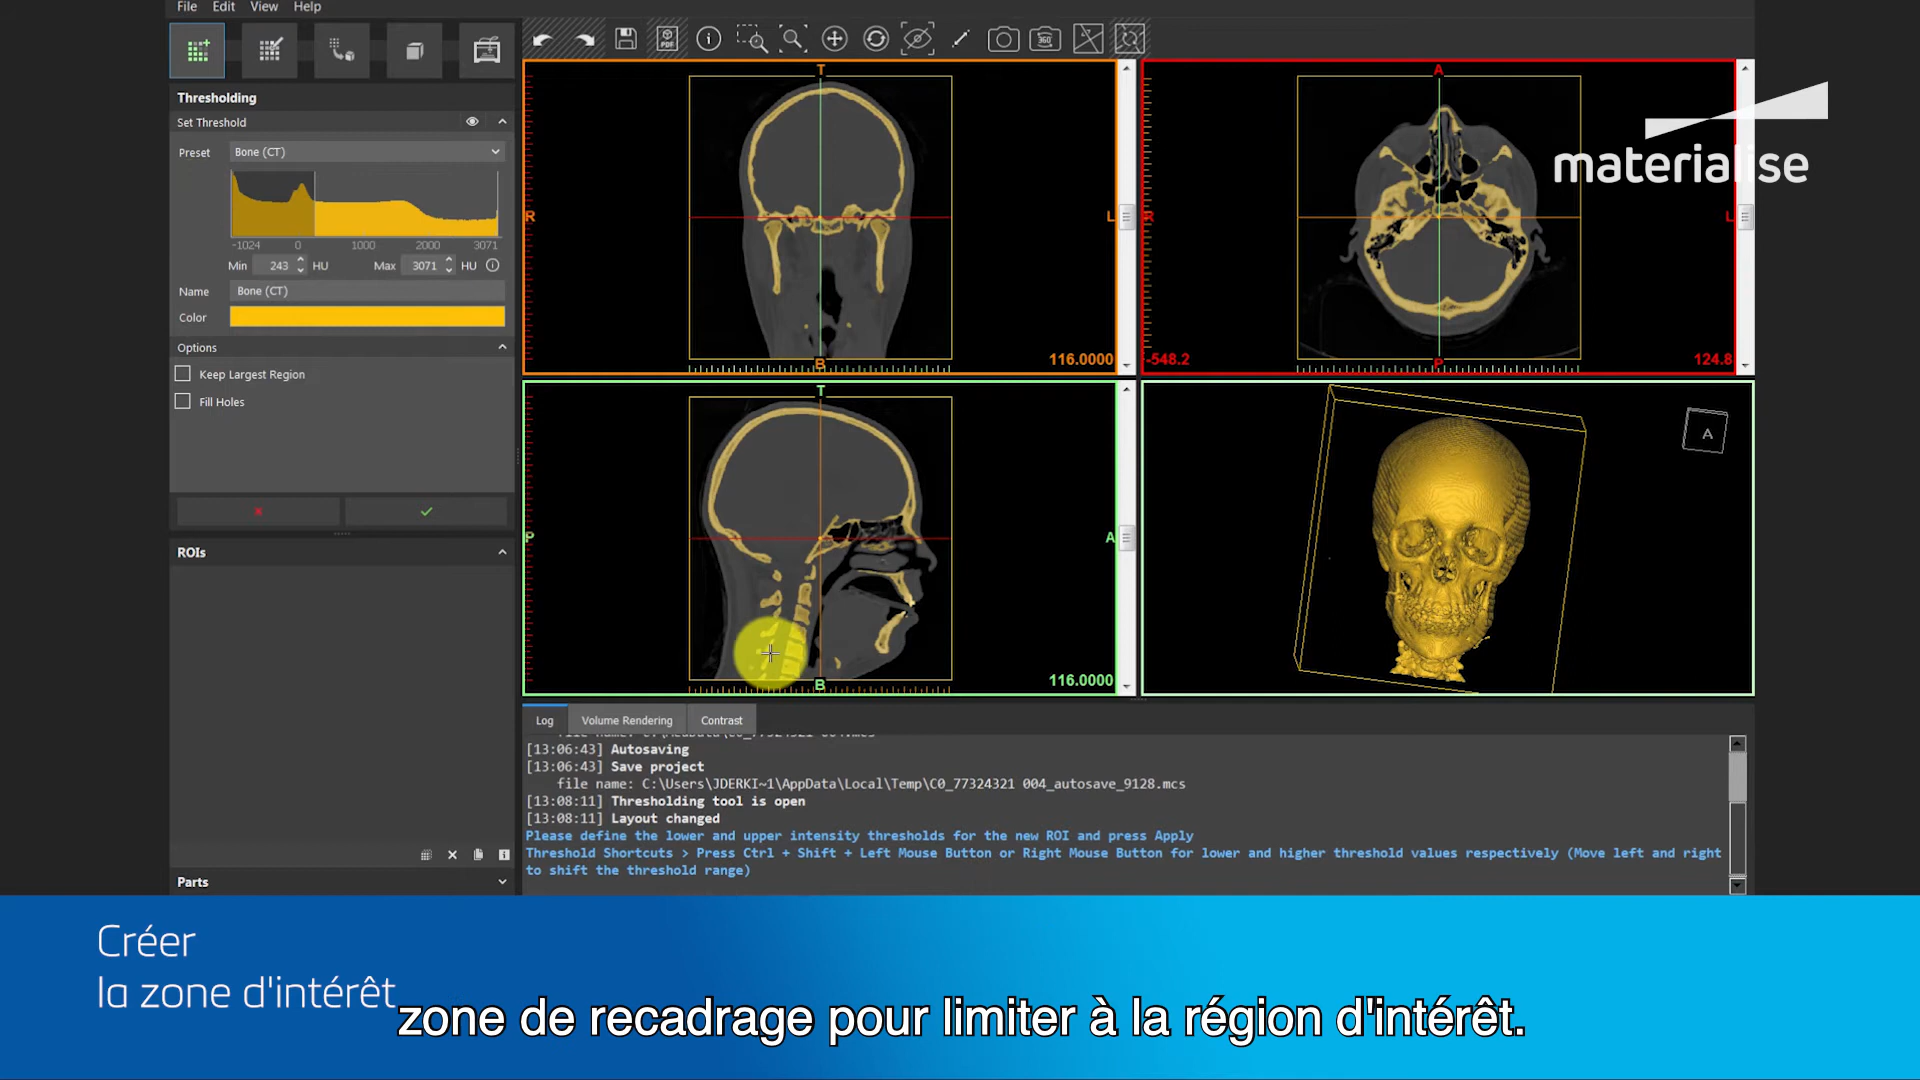 File Edit View Help
Thresholding
Set Threshold
Preset Bone (CT)
-1024 0 1000 2000 3071
Min 243 HU Max 3071 HU
Name Bone (CT)
Color
Options
Keep Largest Region
Fill Holes
ROIs
Parts
PDF
360
T
R
L
B
116.0000
A
R
L
P
-548.2
124.8
materialise
T
P
A
B
116.0000
A
Log Volume Rendering Contrast
[13:06:43] Autosaving
[13:06:43] Save project
file name: C:\Users\JDERKI~1\AppData\Local\Temp\C0_77324321 004_autosave_9128.mcs
[13:08:11] Thresholding tool is open
[13:08:11] Layout changed
Please define the lower and upper intensity thresholds for the new ROI and press Apply
Threshold Shortcuts > Press Ctrl + Shift + Left Mouse Button or Right Mouse Button for lower and higher threshold values respectively (Move left and right
to shift the threshold range)
Créer
la zone d'intérêt
zone de recadrage pour limiter à la région d'intérêt.